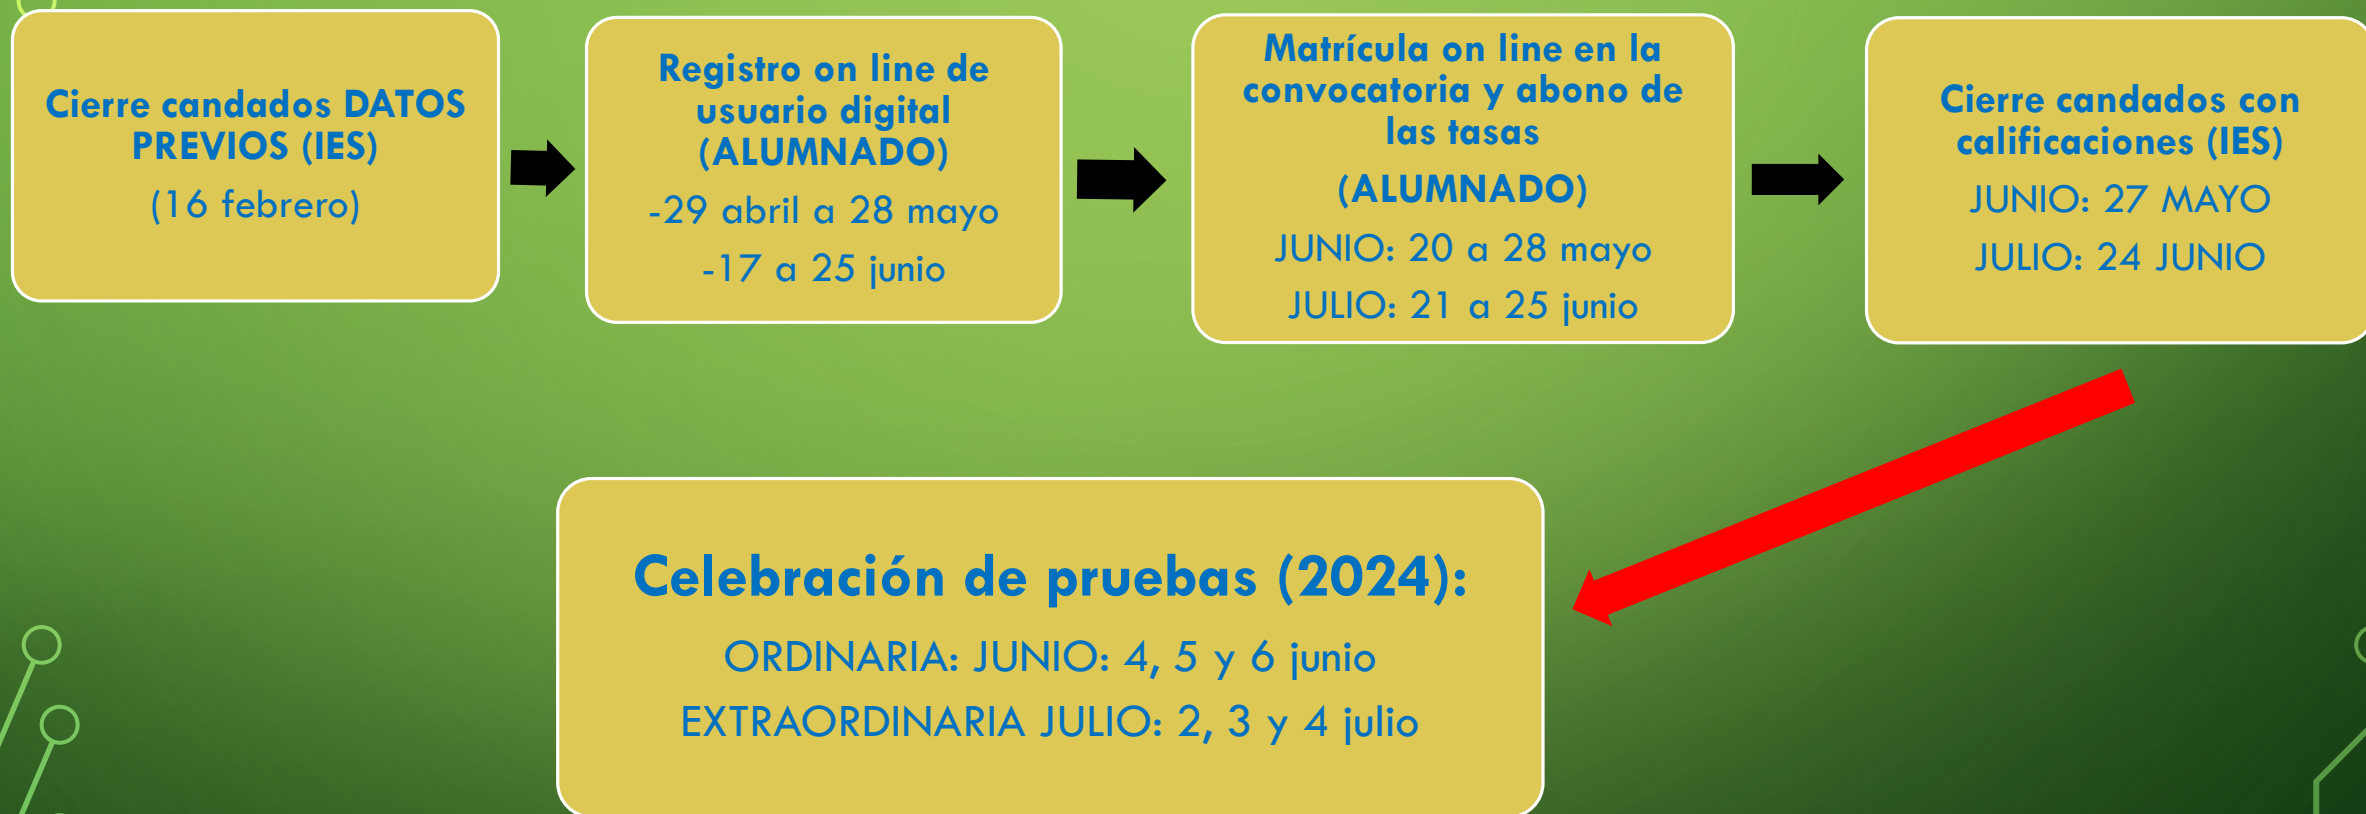 Cierre candados DATOS
PREVIOS (IES)
(16 febrero)
Registro on line de
usuario digital
(ALUMNADO)
-29 abril a 28 mayo
-17 a 25 junio
Matrícula on line en la
convocatoria y abono de
las tasas
(ALUMNADO)
JUNIO: 20 a 28 mayo
JULIO: 21 a 25 junio
Cierre candados con
calificaciones (IES)
JUNIO: 27 MAYO
JULIO: 24 JUNIO
Celebración de pruebas (2024):
ORDINARIA: JUNIO: 4, 5 y 6 junio
EXTRAORDINARIA JULIO: 2, 3 y 4 julio